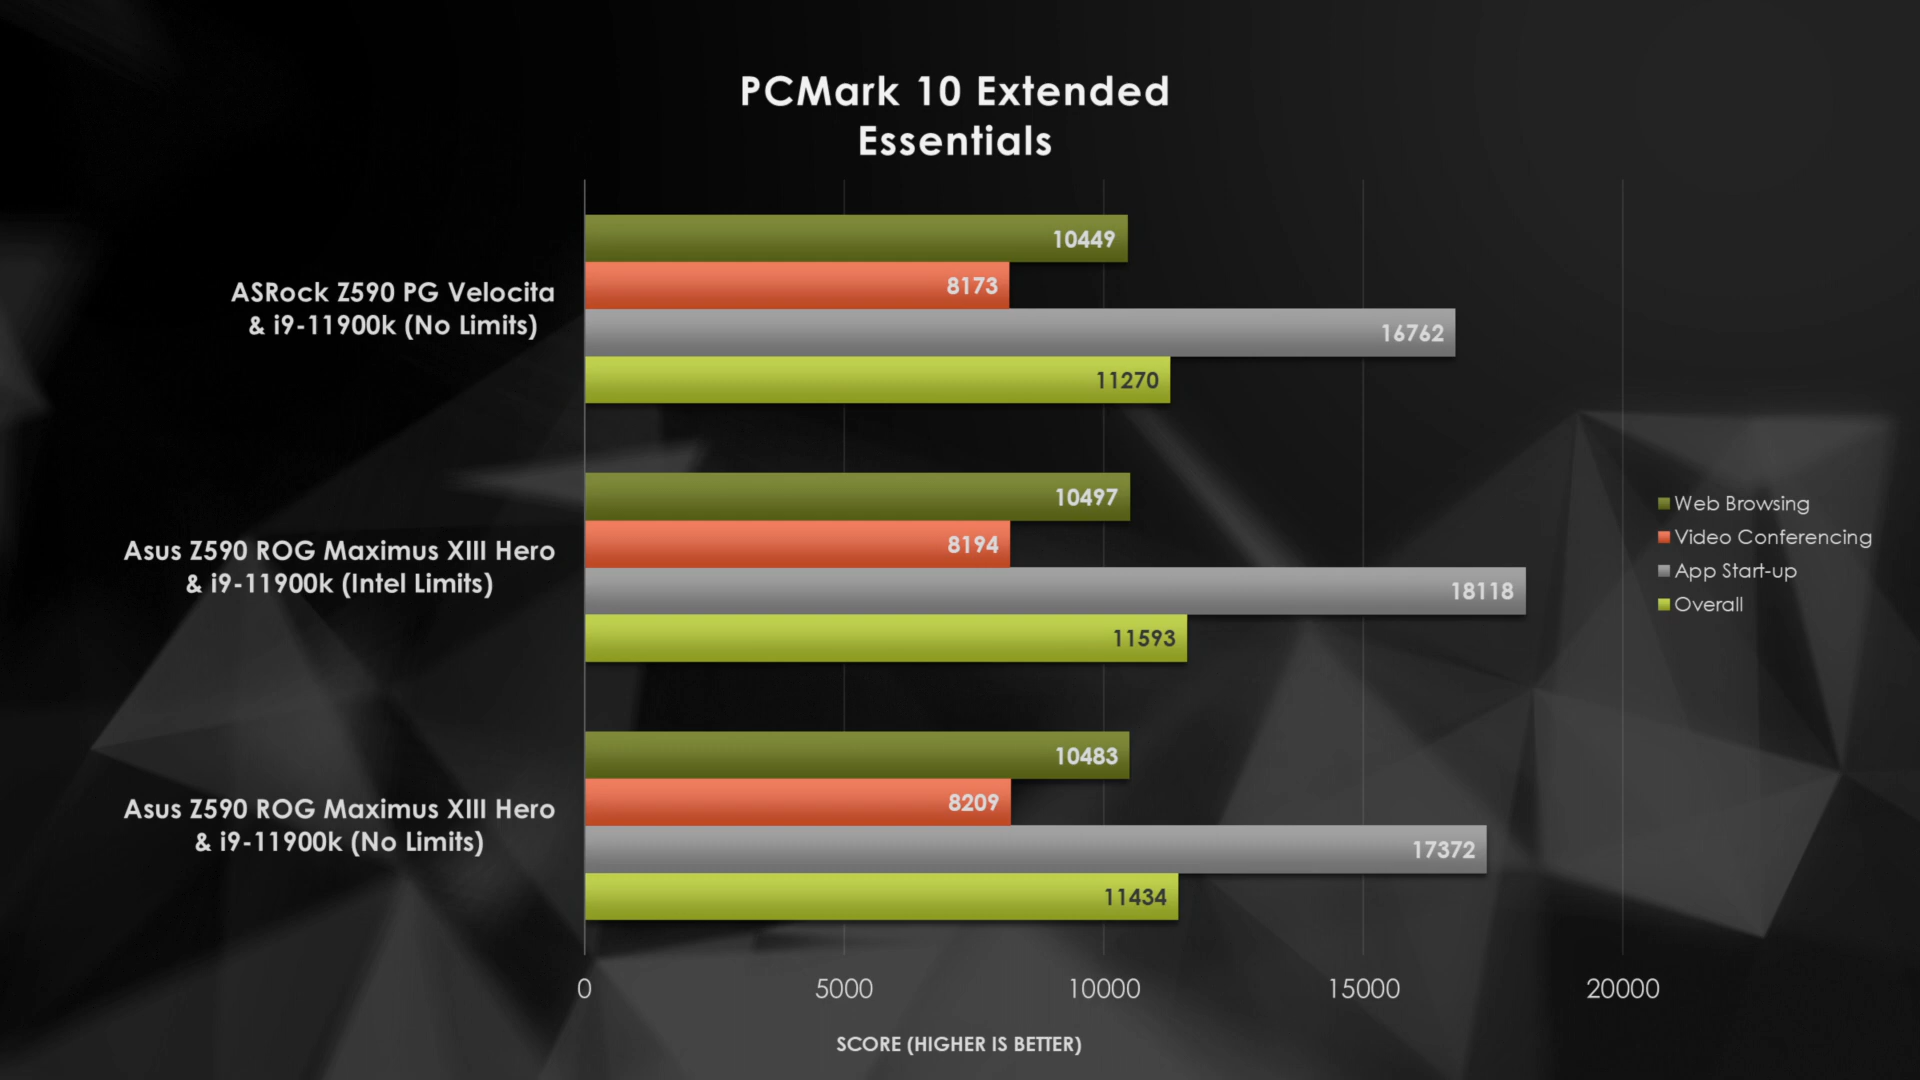 PCMark 10 Extended
Essentials
ASRock Z590 PG Velocita
& i9-11900k (No Limits)
10449
8173
16762
11270
Asus Z590 ROG Maximus XIII Hero
& i9-11900k (Intel Limits)
10497
8194
18118
11593
Asus Z590 ROG Maximus XIII Hero
& i9-11900k (No Limits)
10483
8209
17372
11434
Web Browsing
Video Conferencing
App Start-up
Overall
0 5000 10000 15000 20000
SCORE (HIGHER IS BETTER)